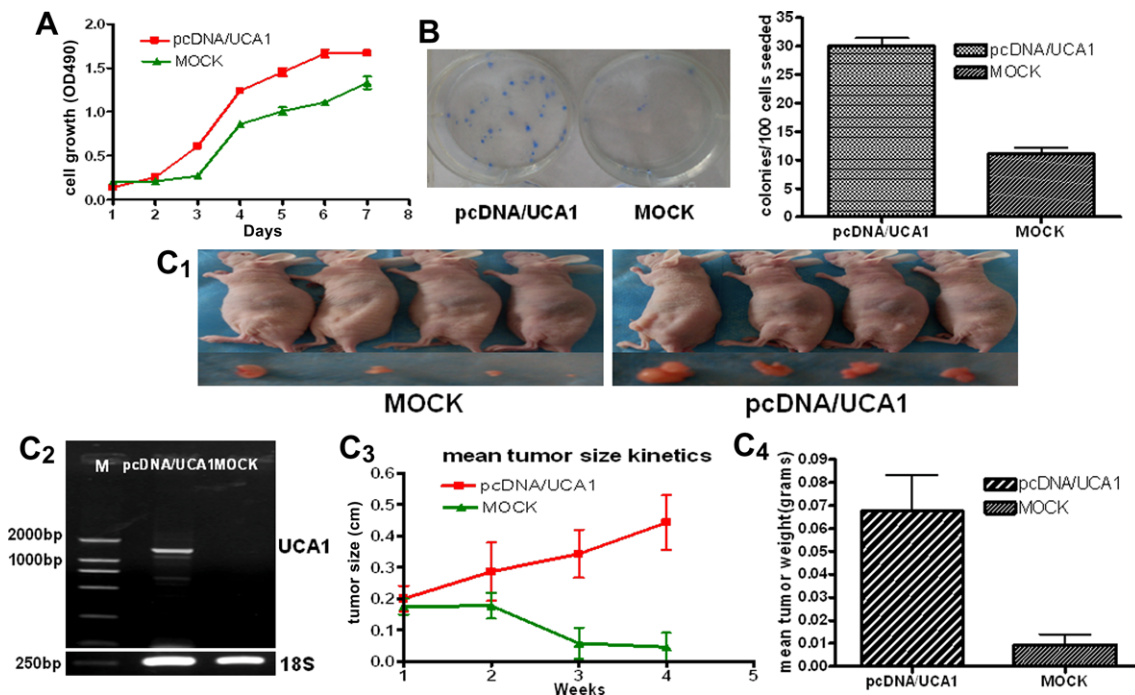 A
2.0
1.5
1.0
0.5
0.0
cell growth (OD490)
pcDNA/UCA1
MOCK
1 2 3 4 5 6 7 8
Days
B
pcDNA/UCA1 MOCK
35
30
25
20
15
10
5
0
colonies/100 cells seeded
pcDNA/UCA1
MOCK
pcDNA/UCA1 MOCK
C1
MOCK pcDNA/UCA1
C2
M pcDNA/UCA1MOCK
2000bp
1000bp
UCA1
250bp
18S
C3
mean tumor size kinetics
pcDNA/UCA1
MOCK
0.6
0.5
0.4
0.3
0.2
0.1
0.0
tumor size (cm)
1 2 3 4 5
Weeks
C4
0.09
0.08
0.07
0.06
0.05
0.04
0.03
0.02
0.01
0.00
mean tumor weight(grams)
pcDNA/UCA1
MOCK
pcDNA/UCA1 MOCK